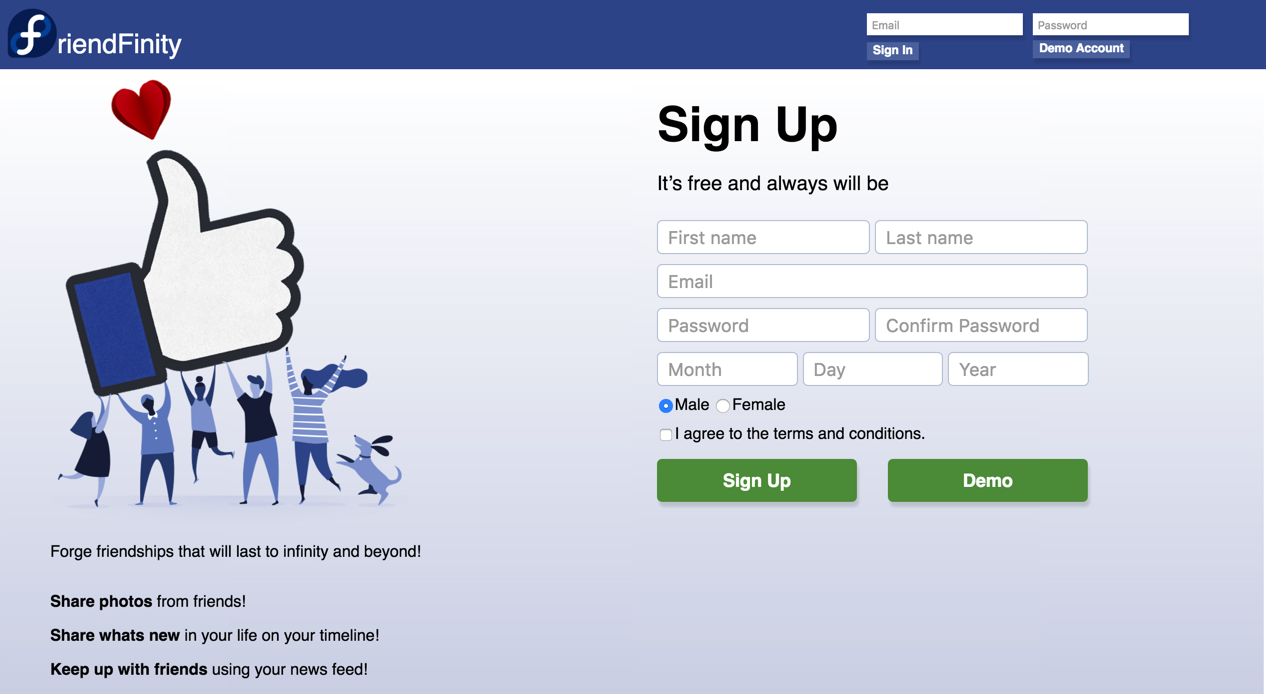 friendFinity
Email Password
Sign In Demo Account
Sign Up
It’s free and always will be
First name Last name
Email
Password Confirm Password
Month Day Year
Male Female
I agree to the terms and conditions.
Sign Up Demo
Forge friendships that will last to infinity and beyond!
Share photos from friends!
Share whats new in your life on your timeline!
Keep up with friends using your news feed!